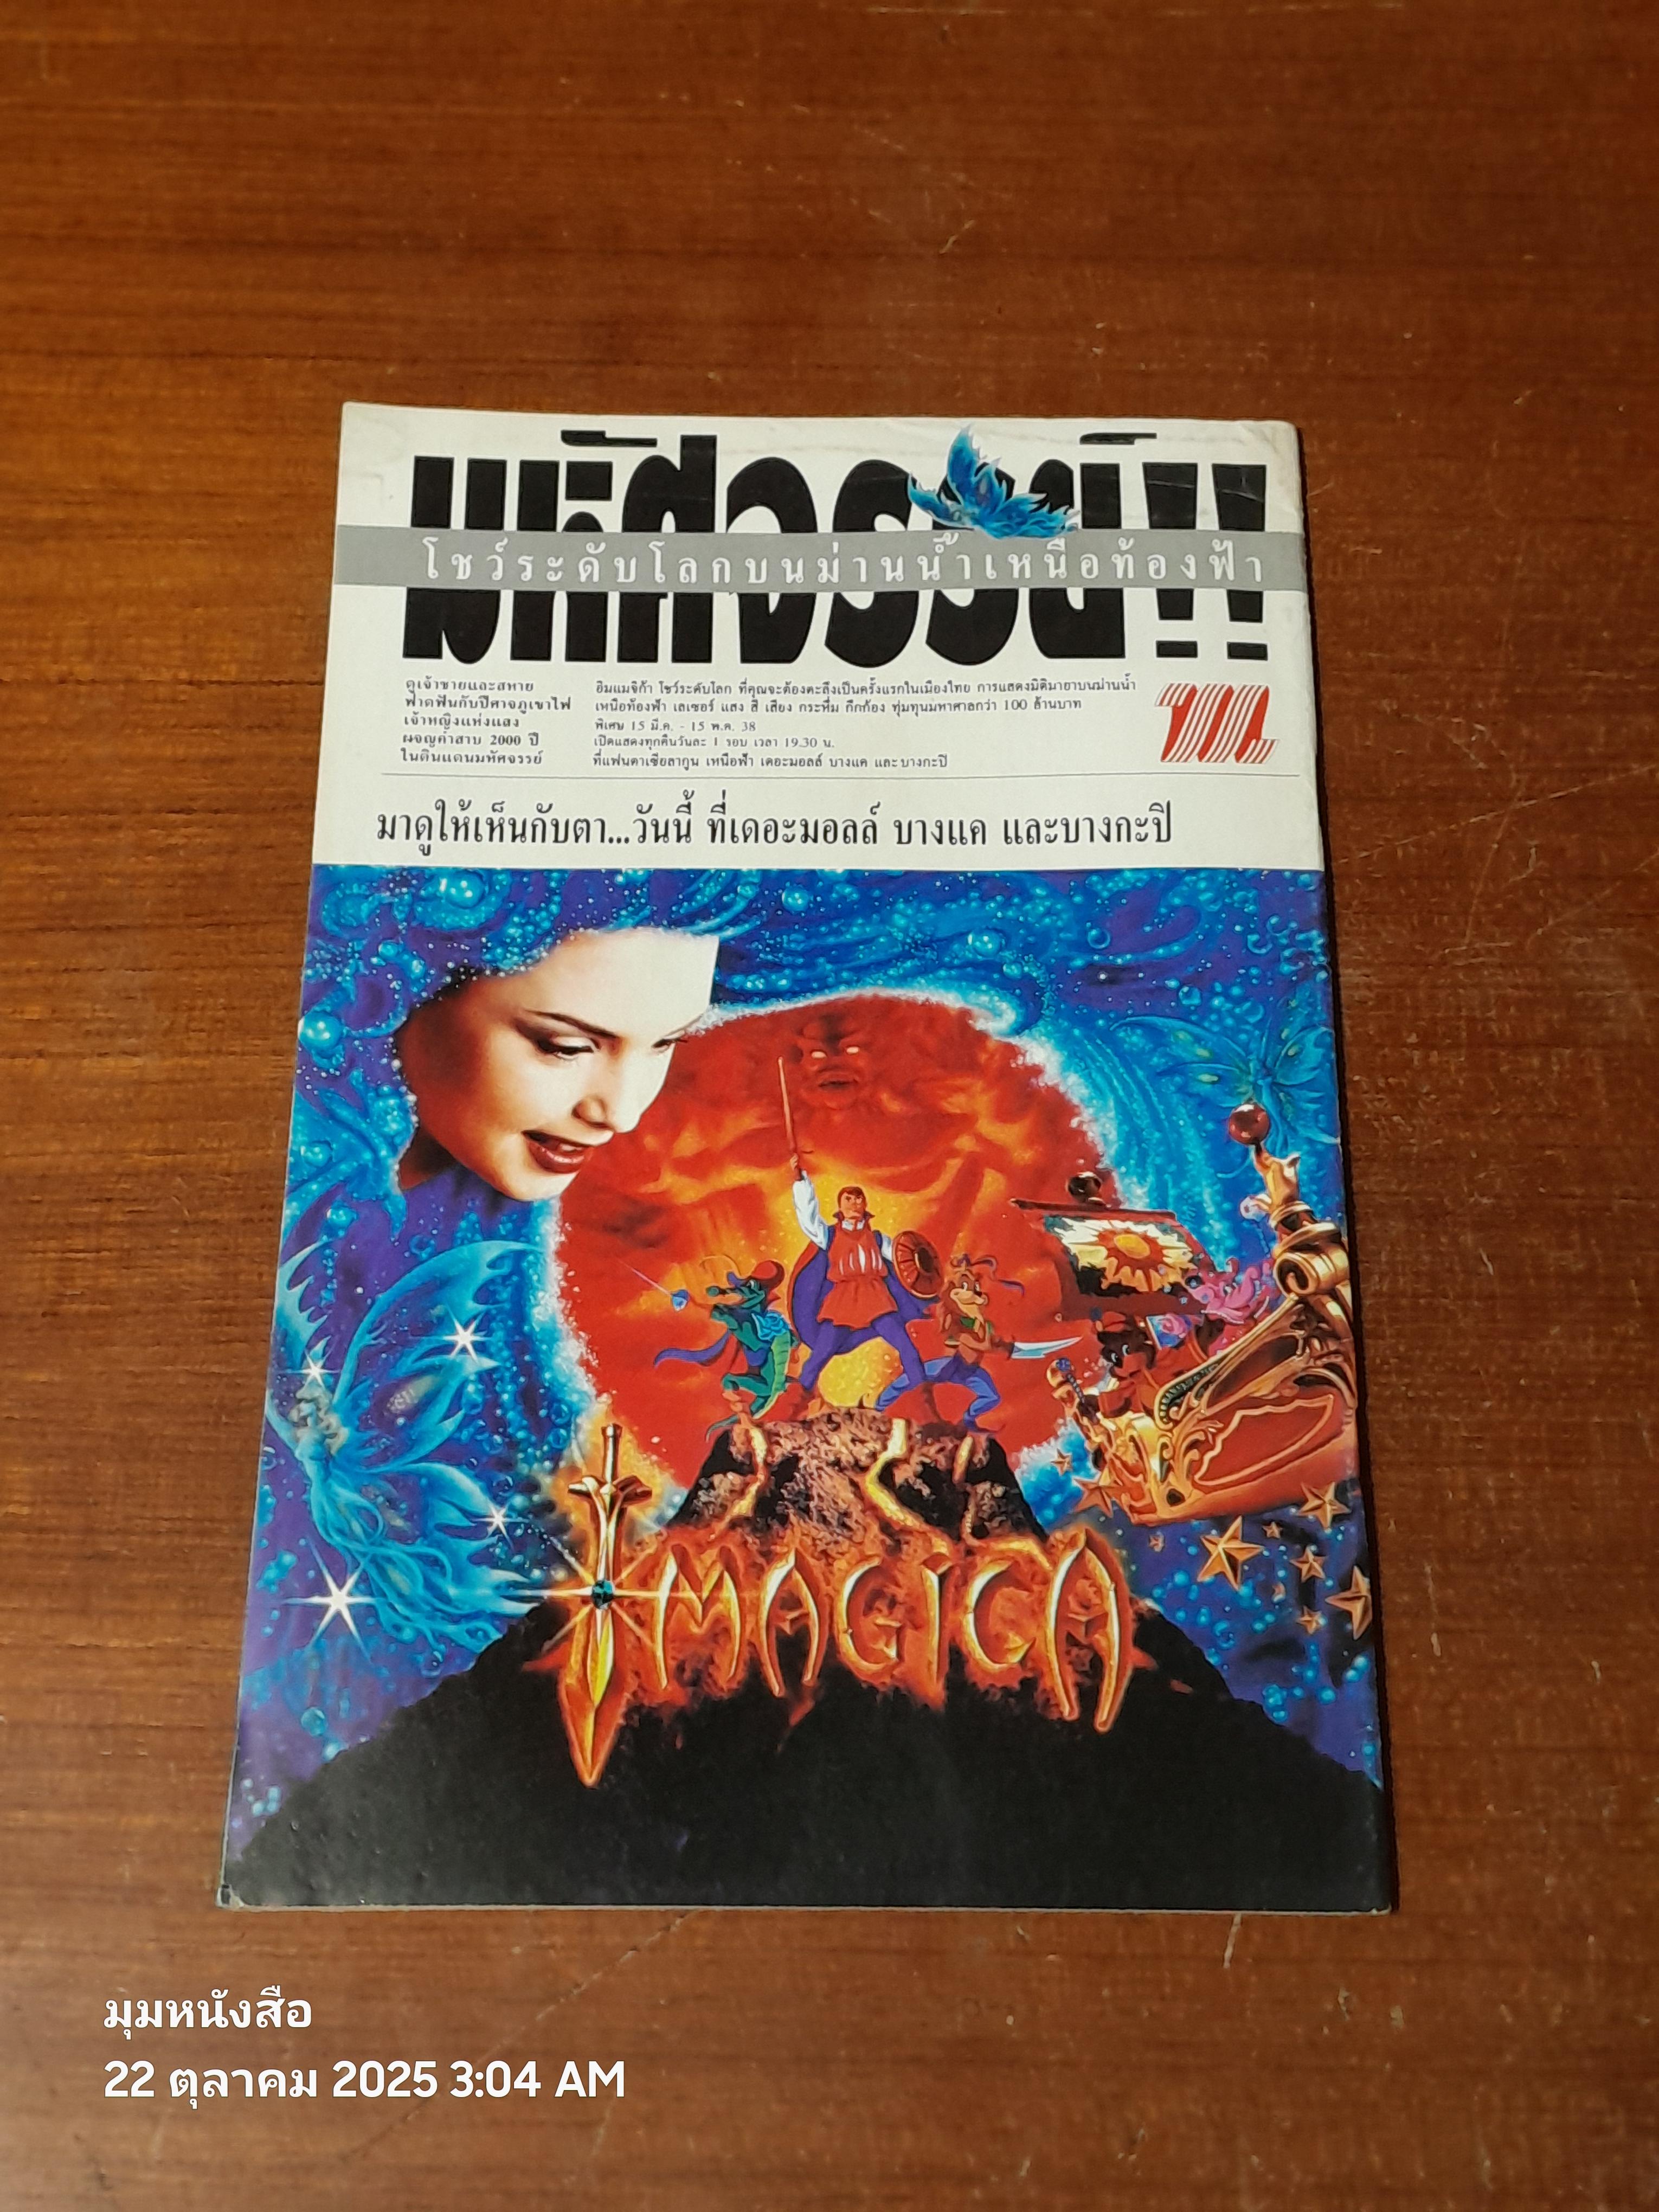 มหัศจรรย์!!
โชว์ระดับโลกบนม่านน้ำเหนือท้องฟ้า
ดูเจ้าชายและสหาย
ฟาดฟันกับปีศาจภูเขาไฟ
เจ้าหญิงแห่งแสง
ผจญคำสาบ 2000 ปี
ในดินแดนมหัศจรรย์
อิมแมจิก้า โชว์ระดับโลก ที่คุณจะต้องตะลึงเป็นครั้งแรกในเมืองไทย การแสดงมิติมายาบนม่านน้ำ
เหนือท้องฟ้า เลเซอร์ แสง สี เสียง กระหึ่ม กึกก้อง ทุ่มทุนมหาศาลกว่า 100 ล้านบาท
พิเศษ 15 มี.ค. - 15 พ.ค. 38
เปิดแสดงทุกคืนวันละ 1 รอบ เวลา 19.30 น.
ที่แฟนตาเซียลากูน เหนือฟ้า เดอะมอลล์ บางแค และบางกะปิ
มาดูให้เห็นกับตา...วันนี้ ที่เดอะมอลล์ บางแค และบางกะปิ
IMAGICA
มุมหนังสือ
22 ตุลาคม 2025 3:04 AM